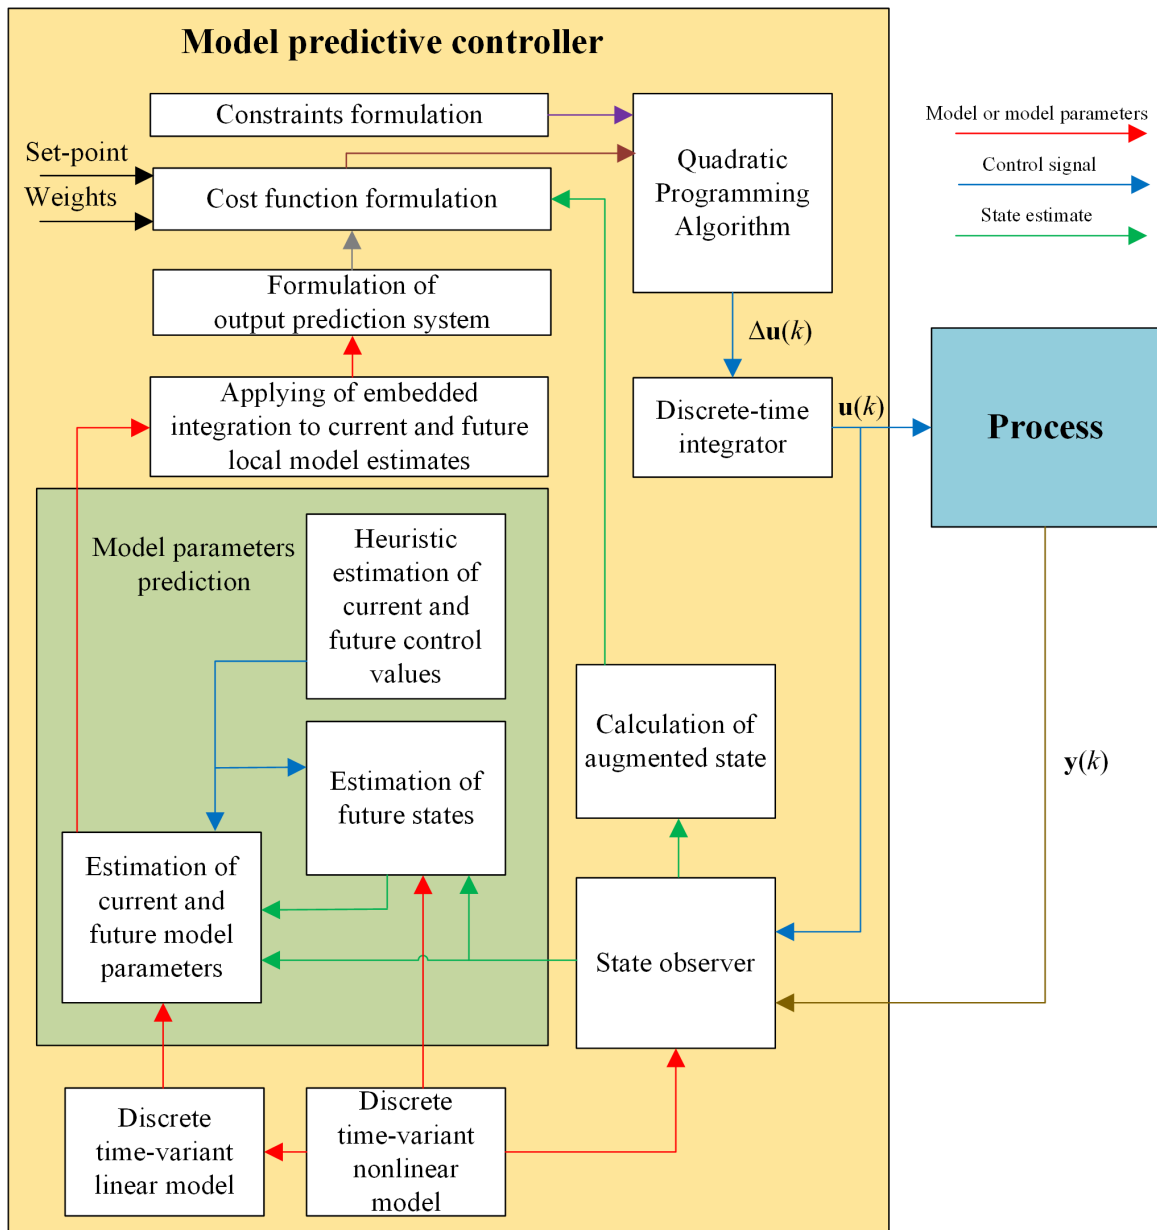 Model predictive controller
Constraints formulation
Set-point
Weights
Cost function formulation
Quadratic
Programming
Algorithm
Model or model parameters
Control signal
State estimate
Formulation of
output prediction system
Δu(k)
Applying of embedded
integration to current and future
local model estimates
Discrete-time
integrator
u(k)
Process
Model parameters
prediction
Heuristic
estimation of
current and
future control
values
Calculation of
augmented state
y(k)
Estimation of
future states
Estimation of
current and
future model
parameters
State observer
Discrete
time-variant
linear model
Discrete
time-variant
nonlinear
model